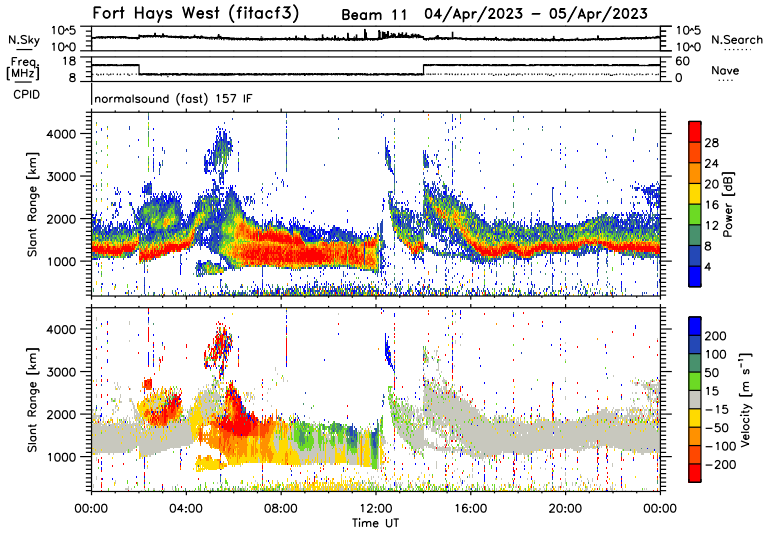 Fort Hays West (fitacf3) Beam 11 04/Apr/2023 − 05/Apr/2023
N.Sky 10^5 10^0 10^5 10^0 N.Search
Freq. [MHz] 18 8 60 0 Nave
CPID normalsound (fast) 157 IF
Slant Range [km]
4000
3000
2000
1000
28
24
20
16
12
8
4
Power [dB]
Slant Range [km]
4000
3000
2000
1000
200
100
50
15
−15
−50
−100
−200
Velocity [m s⁻¹]
00:00 04:00 08:00 12:00 16:00 20:00 00:00
Time UT